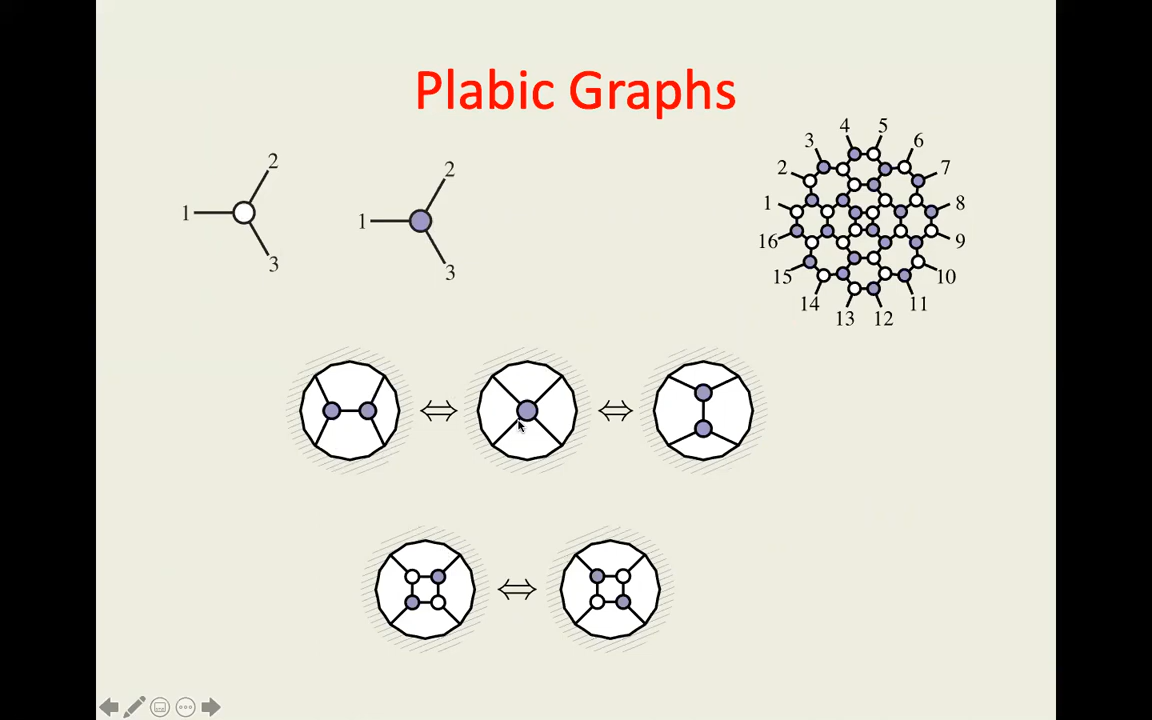 Plabic Graphs
1 2 3
1 2 3
1 2 3 4 5 6 7 8 9 10 11 12 13 14 15 16
⇔ ⇔
⇔